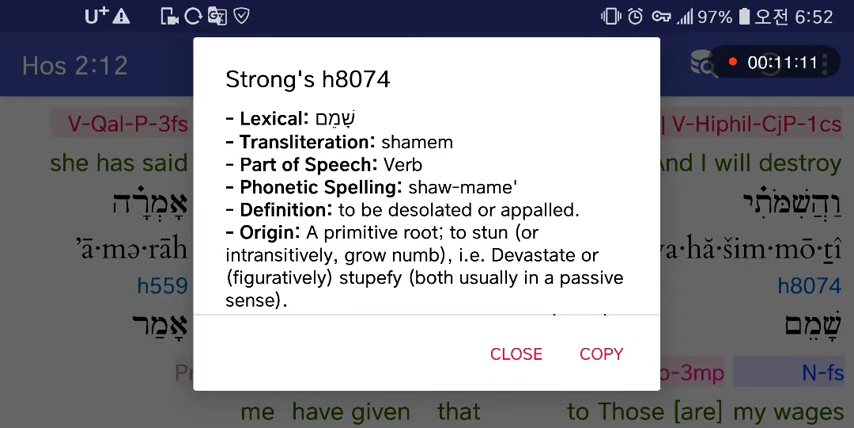 U+ 97% 오전 6:52
Hos 2:12 00:11:11
V-Qal-P-3fs | V-Hiphil-CjP-1cs
she has said And I will destroy
אָמְרָ֗ה וַהֲשִׁמֹּתִ֗י
’ā·mə·rāh ya·hă·šim·mō·ṯî
h559 h8074
אָמַר שָׁמֵם
o-3mp N-fs
me have given that to Those [are] my wages
Strong's h8074
- Lexical: שָׁמֵם
- Transliteration: shamem
- Part of Speech: Verb
- Phonetic Spelling: shaw-mame'
- Definition: to be desolated or appalled.
- Origin: A primitive root; to stun (or
intransitively, grow numb), i.e. Devastate or
(figuratively) stupefy (both usually in a passive
sense).
CLOSE COPY